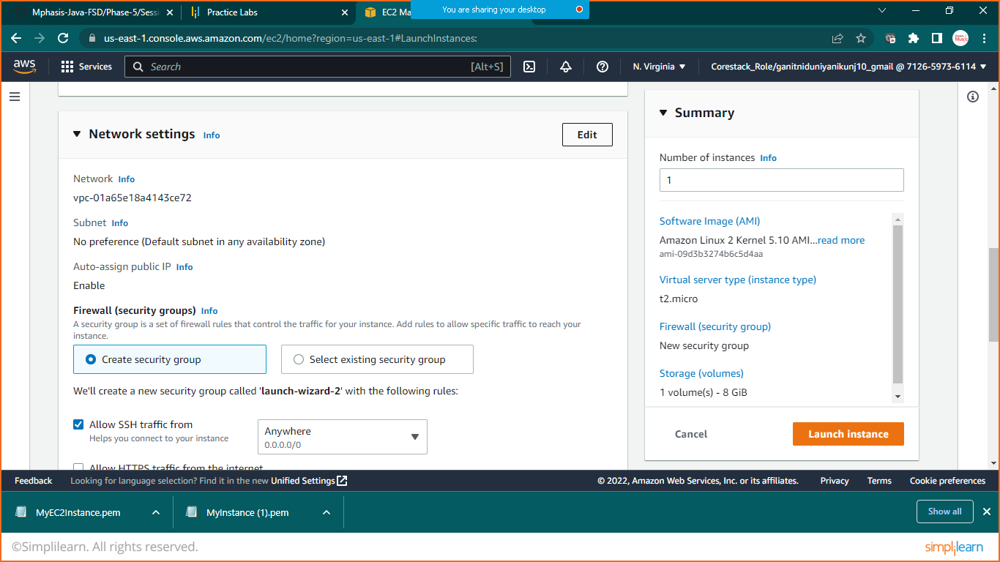 Mphasis-Java-FSD/Phase-5/Sessi
Practice Labs
EC2 Ma
You are sharing your desktop
us-east-1.console.aws.amazon.com/ec2/home?region=us-east-1#LaunchInstances:
aws
Services
Search
[Alt+S]
N. Virginia
Corestack_Role/ganitniduniyanikunj10_gmail @ 7126-5973-6114
Network settings Info
Edit
Network Info
vpc-01a65e18a4143ce72
Subnet Info
No preference (Default subnet in any availability zone)
Auto-assign public IP Info
Enable
Firewall (security groups) Info
A security group is a set of firewall rules that control the traffic for your instance. Add rules to allow specific traffic to reach your
instance.
Create security group
Select existing security group
We'll create a new security group called 'launch-wizard-2' with the following rules:
Allow SSH traffic from
Helps you connect to your instance
Anywhere
0.0.0.0/0
Allow HTTPS traffic from the internet
Summary
Number of instances Info
1
Software Image (AMI)
Amazon Linux 2 Kernel 5.10 AMI...read more
ami-09d3b3274b6c5d4aa
Virtual server type (instance type)
t2.micro
Firewall (security group)
New security group
Storage (volumes)
1 volume(s) - 8 GiB
Cancel
Launch instance
Feedback
Looking for language selection? Find it in the new Unified Settings
© 2022, Amazon Web Services, Inc. or its affiliates.
Privacy
Terms
Cookie preferences
MyEC2Instance.pem
MyInstance (1).pem
Show all
©Simplilearn. All rights reserved.
simplilearn